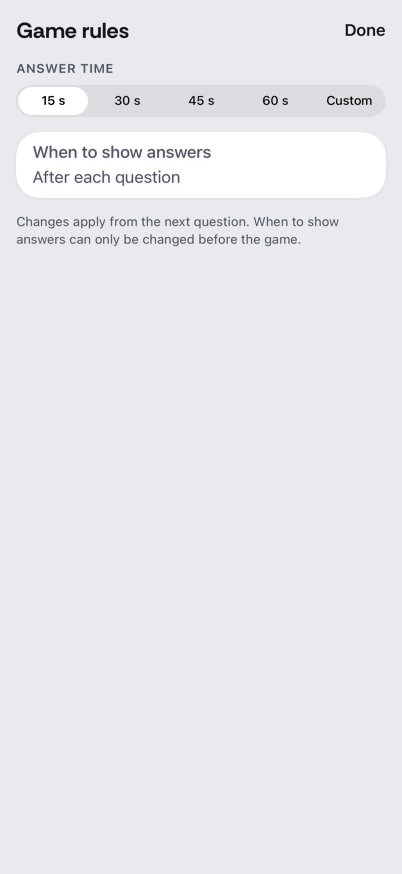 Game rules
Done
ANSWER TIME
15 s
30 s
45 s
60 s
Custom
When to show answers
After each question
Changes apply from the next question. When to show
answers can only be changed before the game.